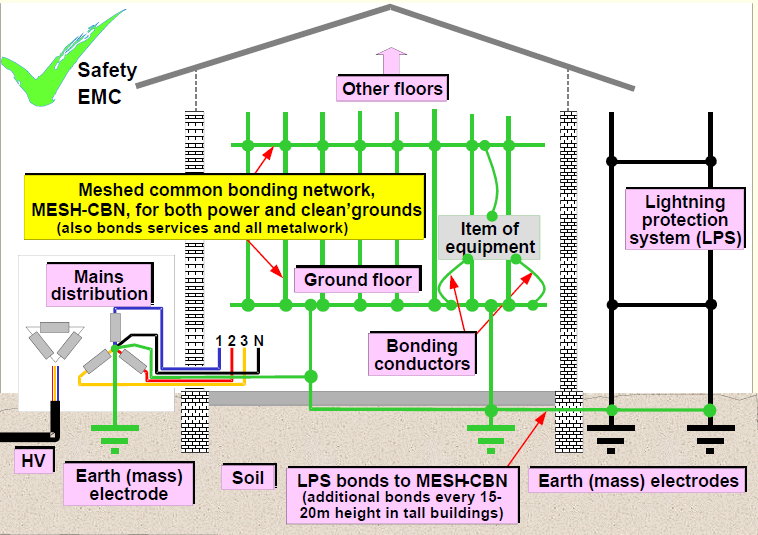 Safety
EMC
Other floors
Meshed common bonding network,
MESH-CBN, for both power and clean'grounds
(also bonds services and all metalwork)
Lightning
protection
system (LPS)
Item of
equipment
Mains
distribution
Ground floor
1 2 3 N
Bonding
conductors
HV
Earth (mass)
electrode
Soil
LPS bonds to MESH-CBN
(additional bonds every 15-
20m height in tall buildings)
Earth (mass) electrodes